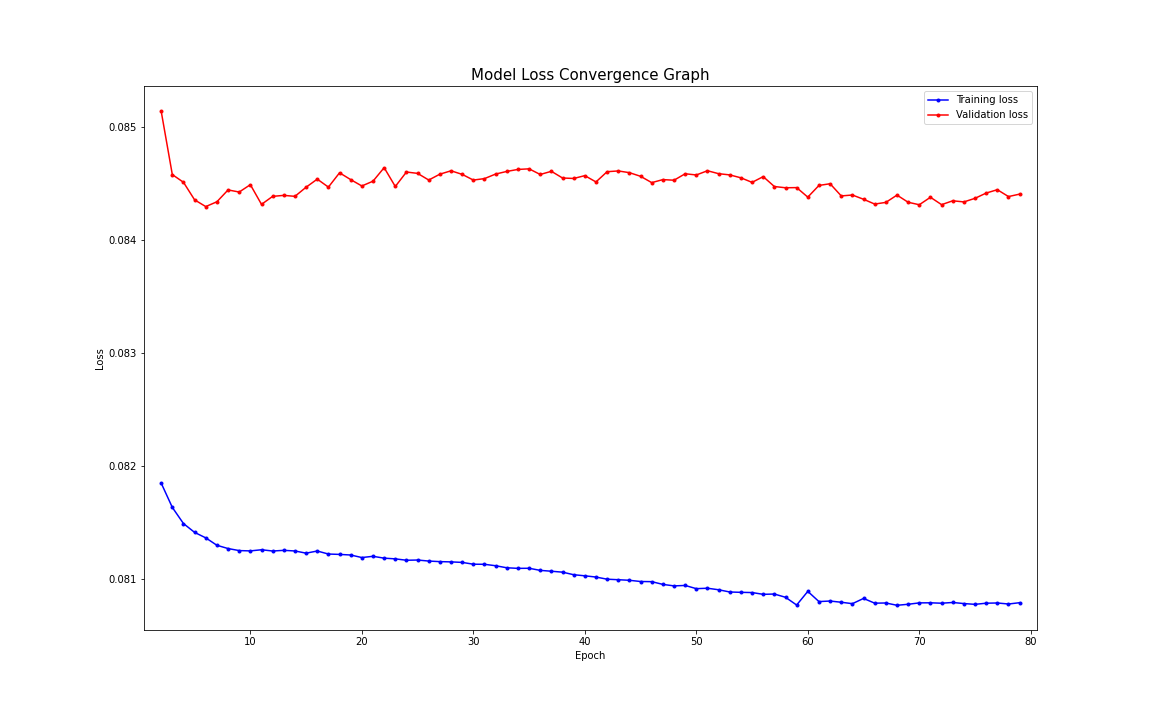 Model Loss Convergence Graph
Training loss
Validation loss
0.085
0.084
0.083
0.082
0.081
Loss
10 20 30 40 50 60 70 80
Epoch